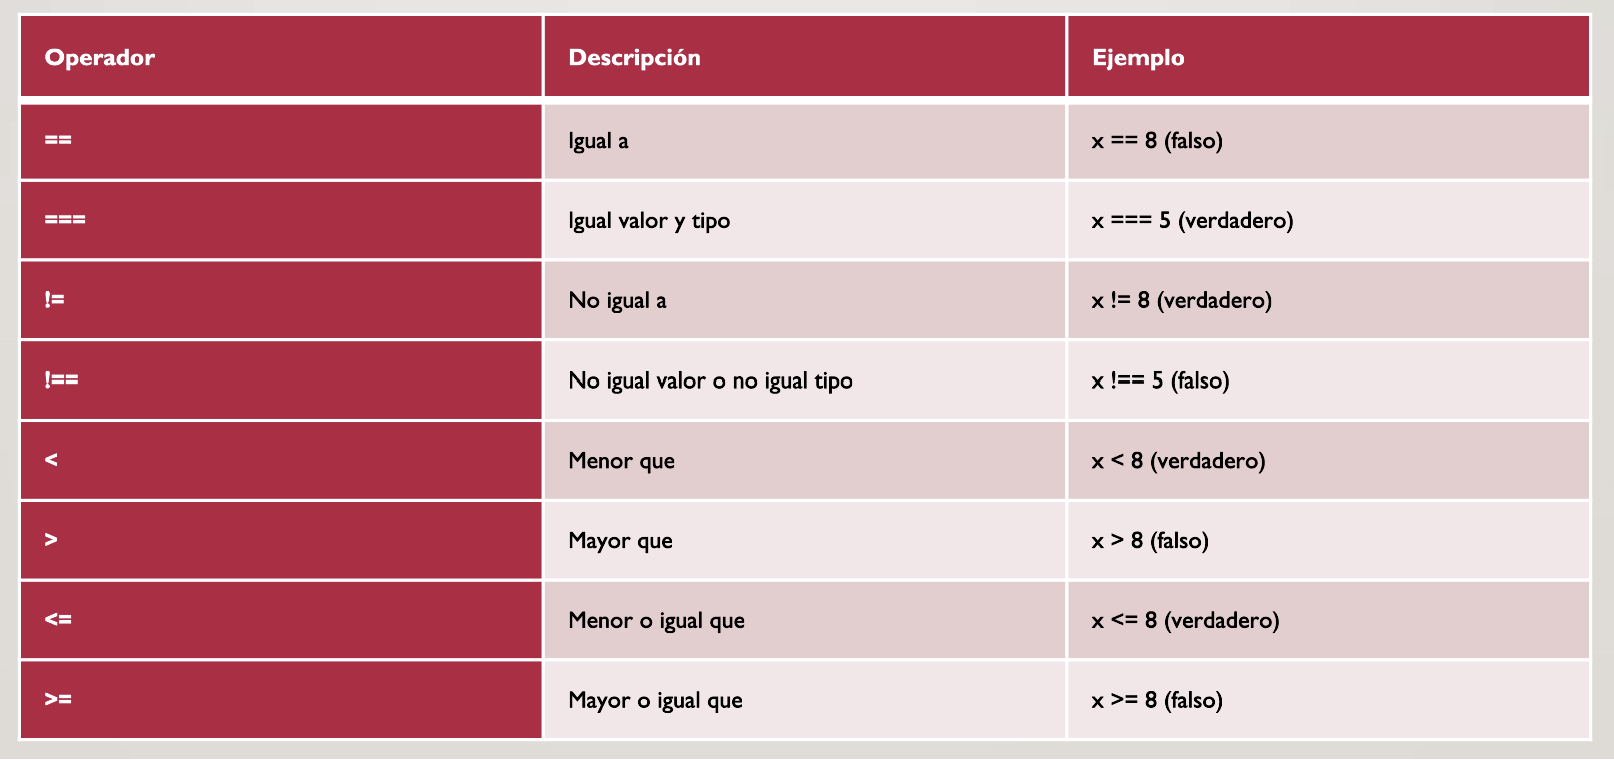 Operador Descripción Ejemplo
== Igual a x == 8 (falso)
=== Igual valor y tipo x === 5 (verdadero)
!= No igual a x != 8 (verdadero)
!== No igual valor o no igual tipo x !== 5 (falso)
< Menor que x < 8 (verdadero)
> Mayor que x > 8 (falso)
<= Menor o igual que x <= 8 (verdadero)
>= Mayor o igual que x >= 8 (falso)